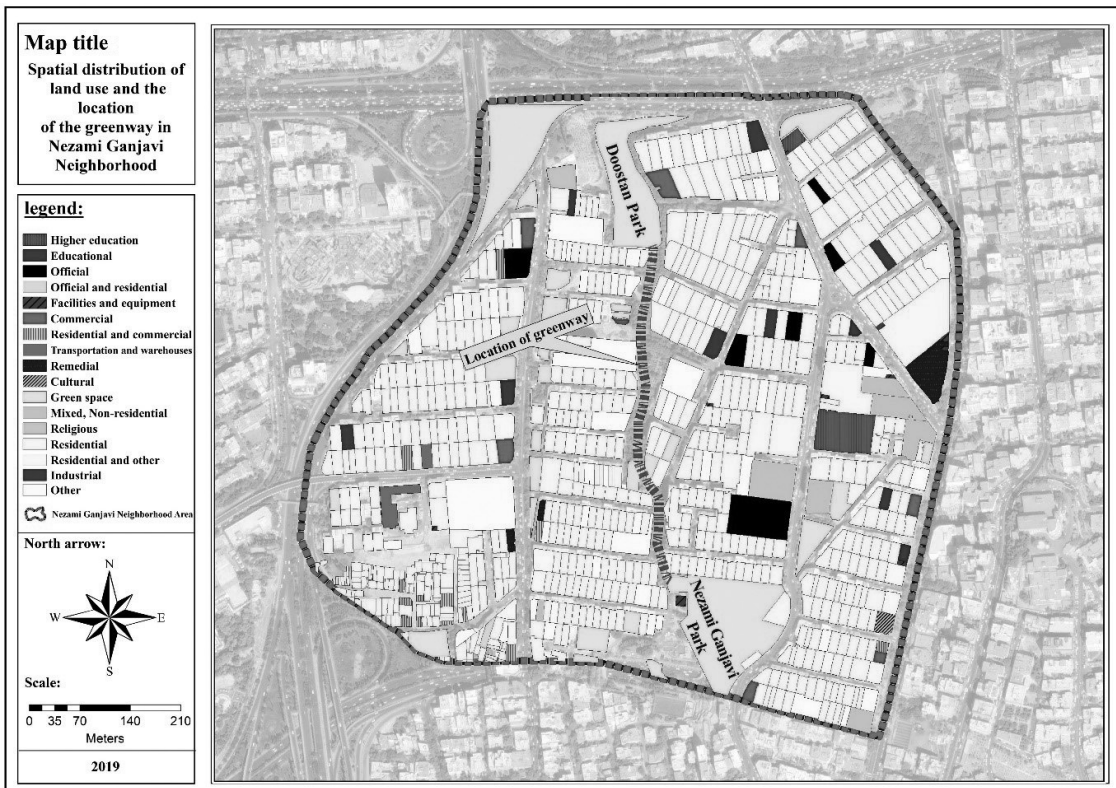 Map title
Spatial distribution of
land use and the
location
of the greenway in
Nezami Ganjavi
Neighborhood
legend:
Higher education
Educational
Official
Official and residential
Facilities and equipment
Commercial
Residential and commercial
Transportation and warehouses
Remedial
Cultural
Green space
Mixed, Non-residential
Religious
Residential
Residential and other
Industrial
Other
Nezami Ganjavi Neighborhood Area
North arrow:
N
W
E
S
Scale:
0 35 70 140 210
Meters
2019
Doostan Park
Location of greenway
Nezami Ganjavi
Park